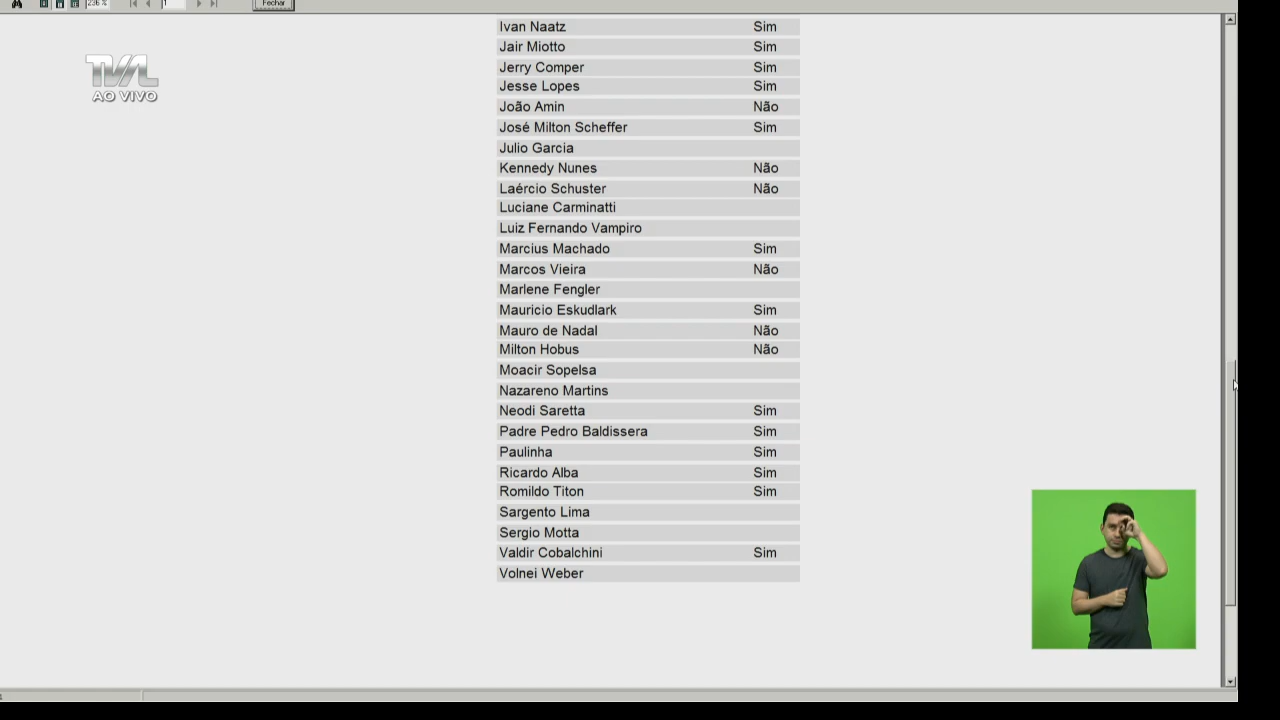 236 %
1
Fechar
TVAL
AO VIVO
Ivan Naatz Sim
Jair Miotto Sim
Jerry Comper Sim
Jesse Lopes Sim
João Amin Não
José Milton Scheffer Sim
Julio Garcia
Kennedy Nunes Não
Laércio Schuster Não
Luciane Carminatti
Luiz Fernando Vampiro
Marcius Machado Sim
Marcos Vieira Não
Marlene Fengler
Mauricio Eskudlark Sim
Mauro de Nadal Não
Milton Hobus Não
Moacir Sopelsa
Nazareno Martins
Neodi Saretta Sim
Padre Pedro Baldissera Sim
Paulinha Sim
Ricardo Alba Sim
Romildo Titon Sim
Sargento Lima
Sergio Motta
Valdir Cobalchini Sim
Volnei Weber